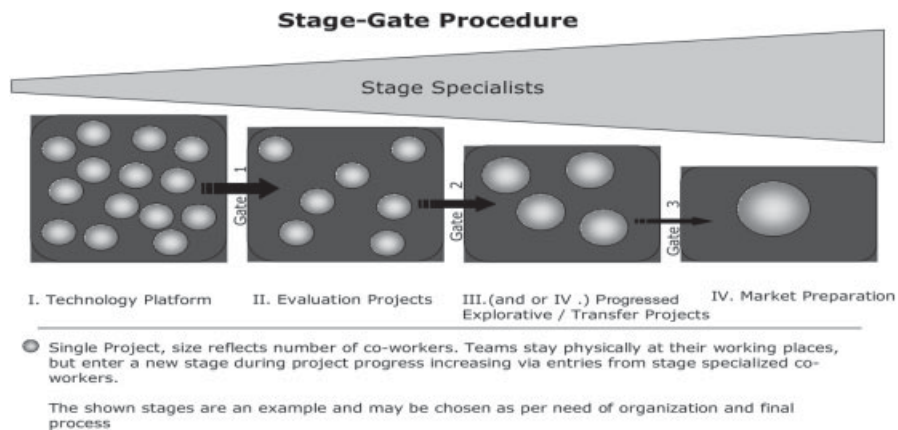 Stage-Gate Procedure
Stage Specialists
Gate 1
Gate 2
Gate 3
I. Technology Platform
II. Evaluation Projects
III.(and or IV .) Progressed
Explorative / Transfer Projects
IV. Market Preparation
Single Project, size reflects number of co-workers. Teams stay physically at their working places,
but enter a new stage during project progress increasing via entries from stage specialized co-
workers.
The shown stages are an example and may be chosen as per need of organization and final
process